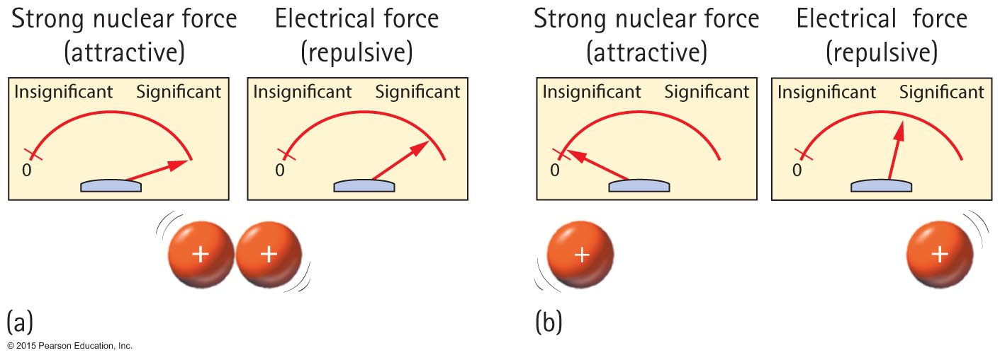 Strong nuclear force
(attractive)
Electrical force
(repulsive)
Insignificant Significant
0
Insignificant Significant
0
+
+
(a)
Strong nuclear force
(attractive)
Electrical force
(repulsive)
Insignificant Significant
0
Insignificant Significant
0
+
+
(b)
© 2015 Pearson Education, Inc.